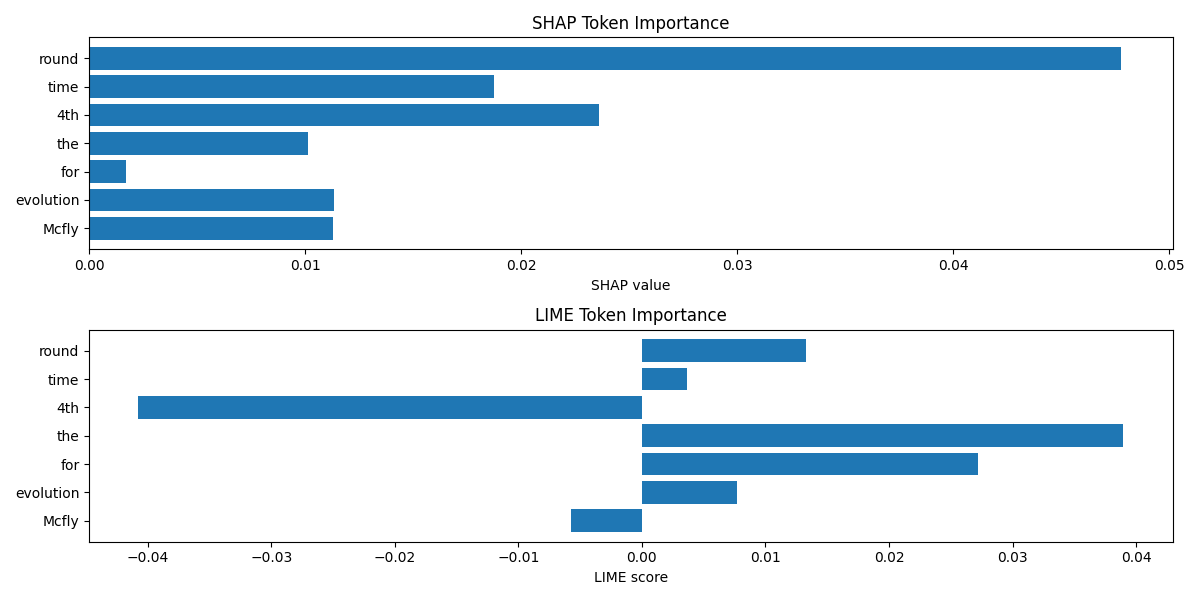 SHAP Token Importance
round
time
4th
the
for
evolution
Mcfly
0.00 0.01 0.02 0.03 0.04 0.05
SHAP value
LIME Token Importance
round
time
4th
the
for
evolution
Mcfly
−0.04 −0.03 −0.02 −0.01 0.00 0.01 0.02 0.03 0.04
LIME score